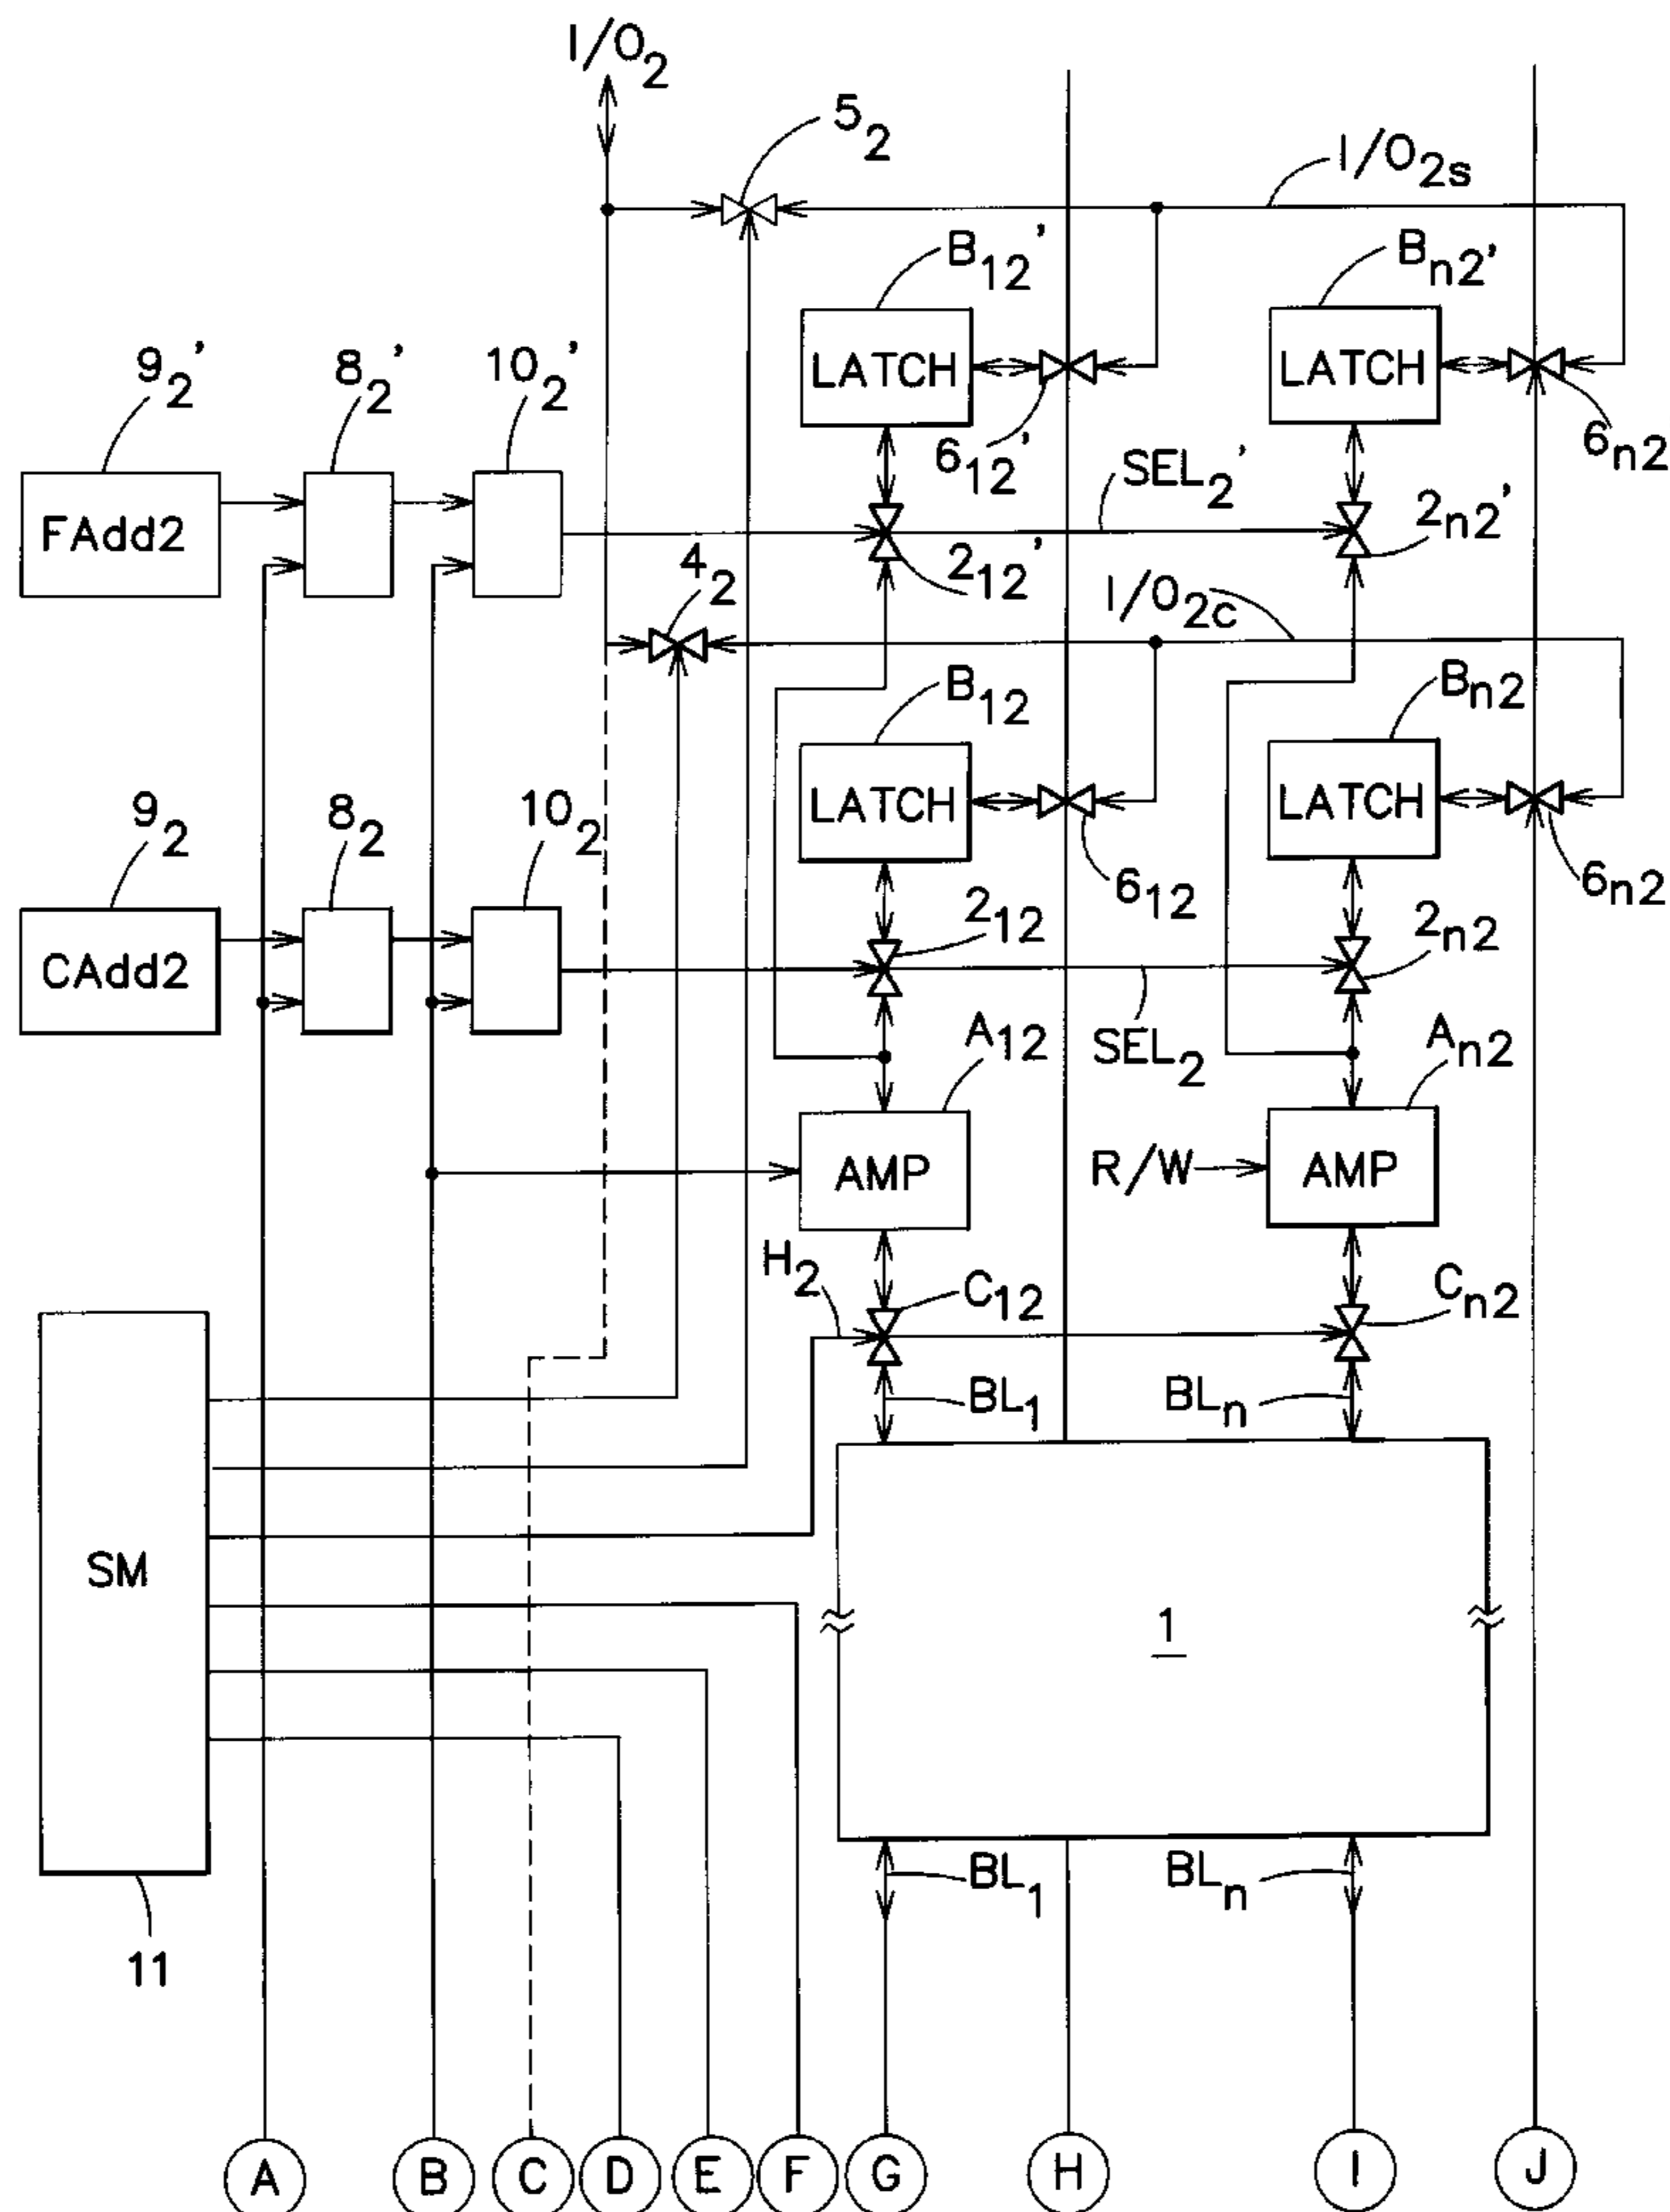 I/O2
52
I/O2s
B12'
Bn2'
92'
82'
102'
LATCH
LATCH
612'
6n2
FAdd2
SEL2'
2n2'
42
212'
I/O2c
B12
Bn2
92
82
102
LATCH
LATCH
612
6n2
212
2n2
CAdd2
SEL2
A12
An2
AMP
R/W
AMP
H2
C12
Cn2
BL1
BLn
SM
1
BL1
BLn
11
A
B
C
D
E
F
G
H
I
J